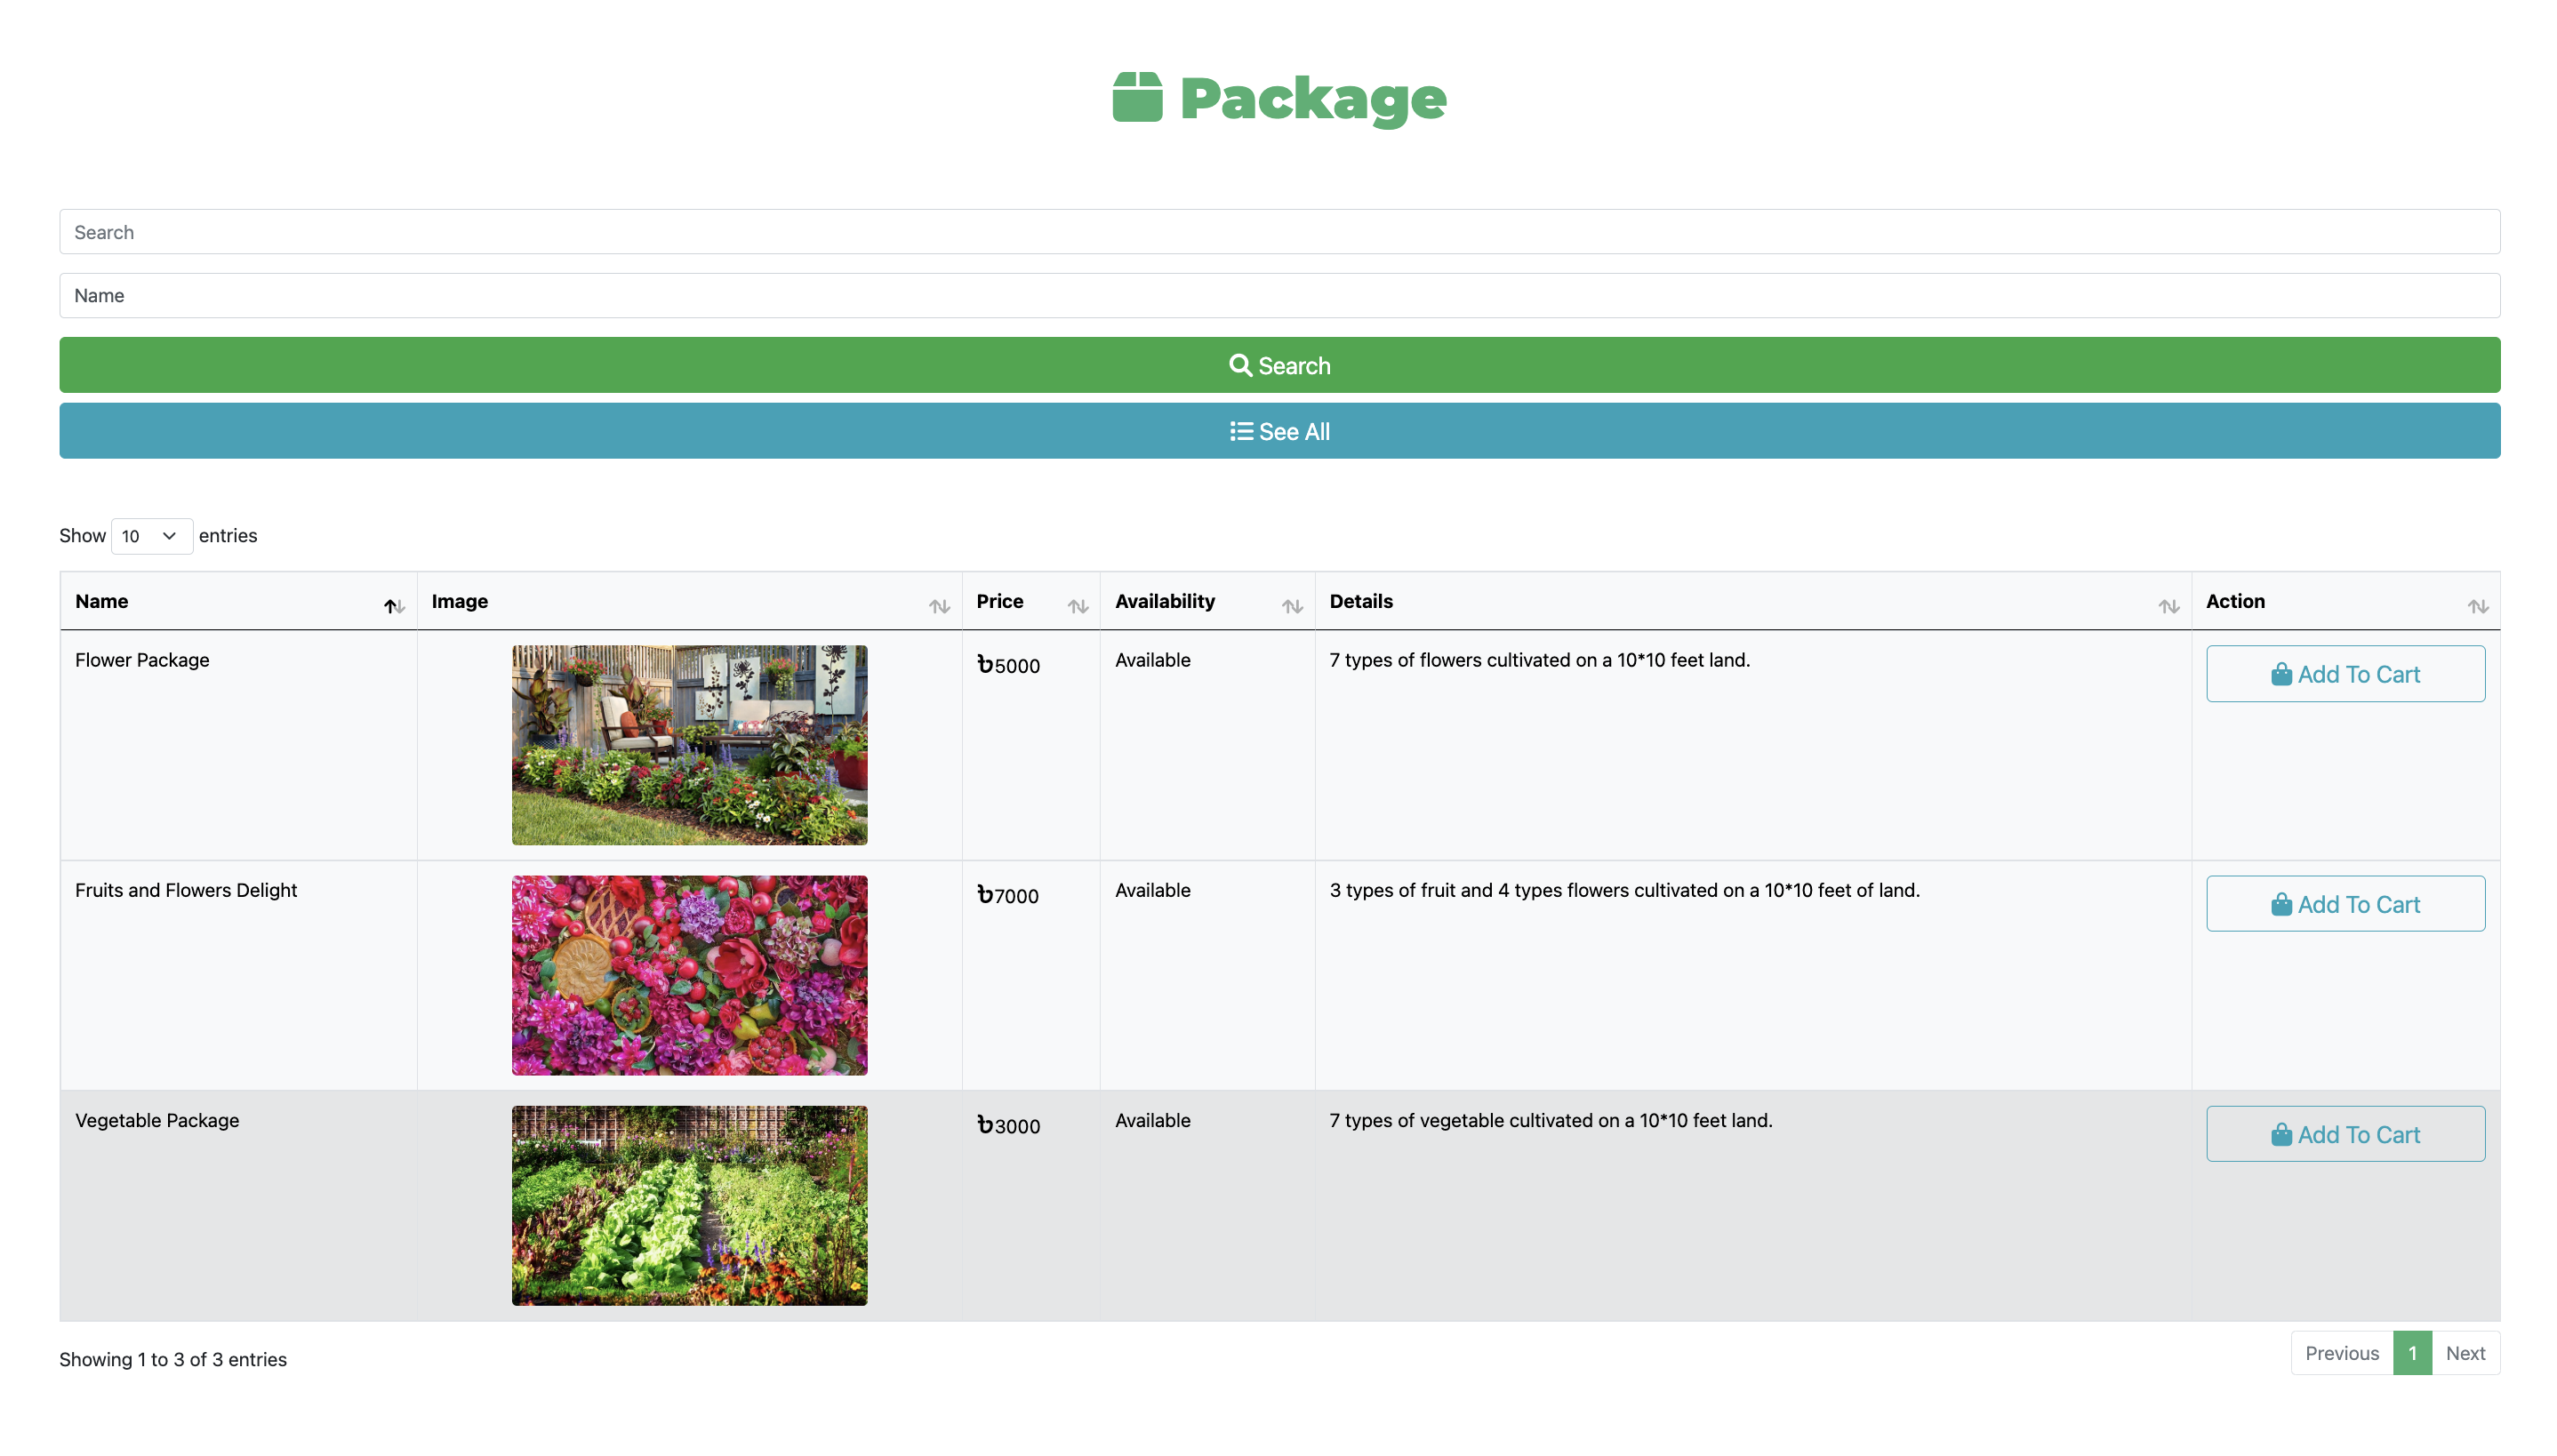 Package
Search
Name
Search
See All
Show 10 entries
Name Image Price Availability Details Action
Flower Package ৳5000 Available 7 types of flowers cultivated on a 10*10 feet land. Add To Cart
Fruits and Flowers Delight ৳7000 Available 3 types of fruit and 4 types flowers cultivated on a 10*10 feet of land. Add To Cart
Vegetable Package ৳3000 Available 7 types of vegetable cultivated on a 10*10 feet land. Add To Cart
Showing 1 to 3 of 3 entries Previous 1 Next